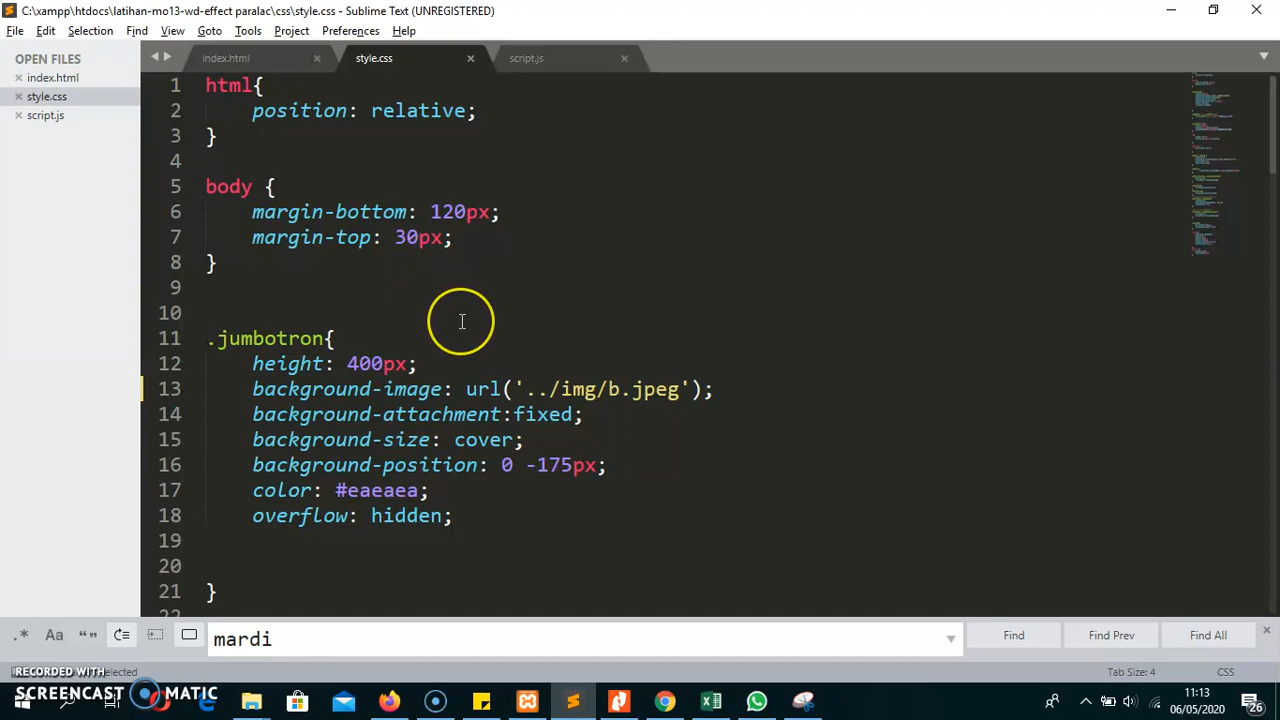 C:\xampp\htdocs\latihan-mo13-wd-effect paralac\css\style.css - Sublime Text (UNREGISTERED)
File Edit Selection Find View Goto Tools Project Preferences Help
OPEN FILES
index.html
style.css
script.js
index.html style.css script.js
1 html{
2 position: relative;
3 }
4
5 body {
6 margin-bottom: 120px;
7 margin-top: 30px;
8 }
9
10
11 .jumbotron{
12 height: 400px;
13 background-image: url('../img/b.jpeg');
14 background-attachment:fixed;
15 background-size: cover;
16 background-position: 0 -175px;
17 color: #eaeaea;
18 overflow: hidden;
19
20
21 }
22
.* Aa “” mardi Find Find Prev Find All
RECORDED WITH
SCREENCAST MATIC
Tab Size: 4 CSS
11:13
06/05/2020
26